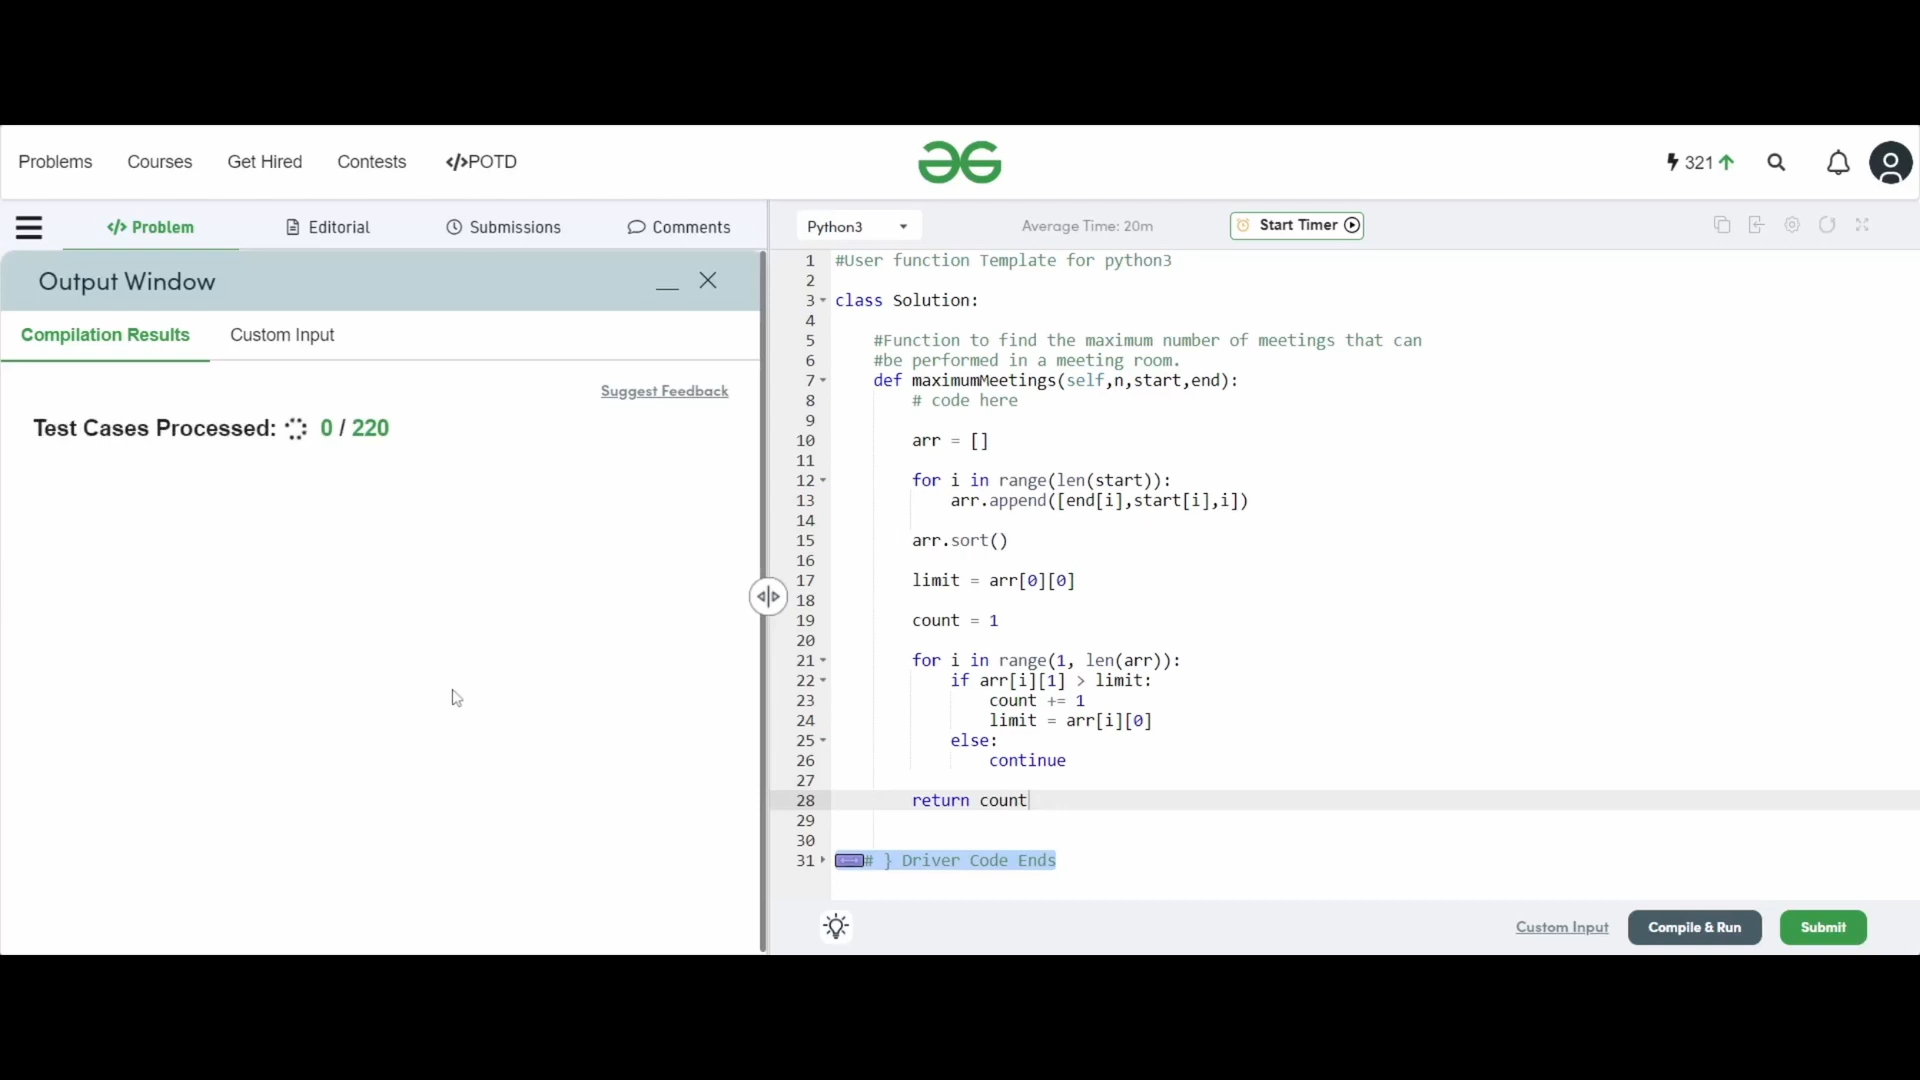 Problems Courses Get Hired Contests </>POTD 321
</> Problem Editorial Submissions Comments Python3 Average Time: 20m Start Timer
Output Window
Compilation Results Custom Input
Suggest Feedback
Test Cases Processed: 0 / 220
1 #User function Template for python3
2
3 class Solution:
4
5 #Function to find the maximum number of meetings that can
6 #be performed in a meeting room.
7 def maximumMeetings(self,n,start,end):
8 # code here
9
10 arr = []
11
12 for i in range(len(start)):
13 arr.append([end[i],start[i],i])
14
15 arr.sort()
16
17 limit = arr[0][0]
18
19 count = 1
20
21 for i in range(1, len(arr)):
22 if arr[i][1] > limit:
23 count += 1
24 limit = arr[i][0]
25 else:
26 continue
27
28 return count
29
30
31 # } Driver Code Ends
Custom Input Compile & Run Submit